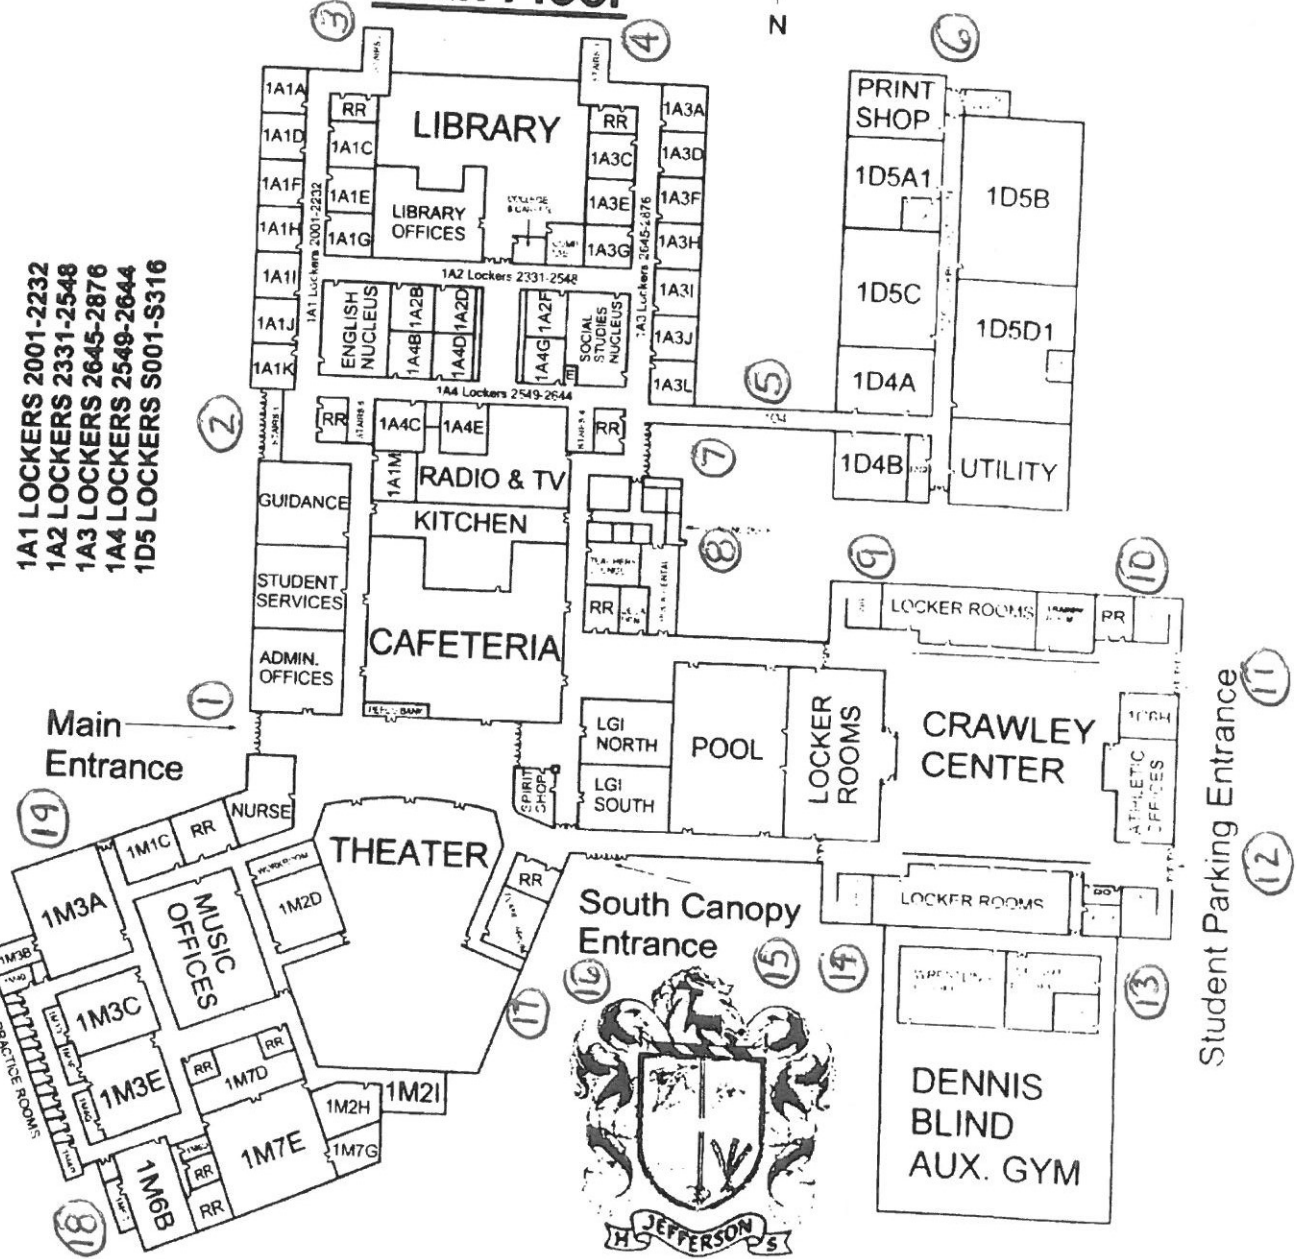 N
3
4
6
1A1A
1A1D
1A1F
1A1H
1A1I
1A1J
1A1K
RR
1A1C
1A1E
1A1G
LIBRARY
LIBRARY
OFFICES
RR
1A3C
1A3E
1A3G
1A3A
1A3D
1A3F
1A3H
1A3I
1A3J
1A3L
PRINT
SHOP
1D5A1
1D5B
1D5C
1D5D1
1D4A
1D4B
UTILITY
1A1 LOCKERS 2001-2232
1A2 LOCKERS 2331-2548
1A3 LOCKERS 2645-2876
1A4 LOCKERS 2549-2644
1D5 LOCKERS S001-S316
1A1 Lockers 2001-2232
1A2 Lockers 2331-2548
1A3 Lockers 2645-2876
ENGLISH
NUCLEUS
1A2B
1A2D
1A4B
1A4D
1A2F
1A4G
E
SOCIAL
STUDIES
NUCLEUS
1A4 Lockers 2549-2644
2
5
7
RR
1A4C
1A4E
RR
1A1M
RADIO & TV
KITCHEN
GUIDANCE
STUDENT
SERVICES
ADMIN.
OFFICES
CAFETERIA
RR
8
9
10
LOCKER ROOMS
RR
11
1
Main
Entrance
LGI
NORTH
LGI
SOUTH
POOL
LOCKER
ROOMS
CRAWLEY
CENTER
ATHLETIC
OFFICES
Student Parking Entrance
12
SPIRIT
SHOP
NURSE
19
1M1C
RR
THEATER
WORKROOM
1M2D
RR
1M3A
MUSIC
OFFICES
South Canopy
Entrance
LOCKER ROOMS
1M3B
1M3C
1M3E
PRACTICE ROOMS
RR
RR
1M7D
1M7E
1M2H
1M2I
1M7G
1M6B
RR
RR
18
17
16
15
14
13
DENNIS
BLIND
AUX. GYM
H JEFFERSON S